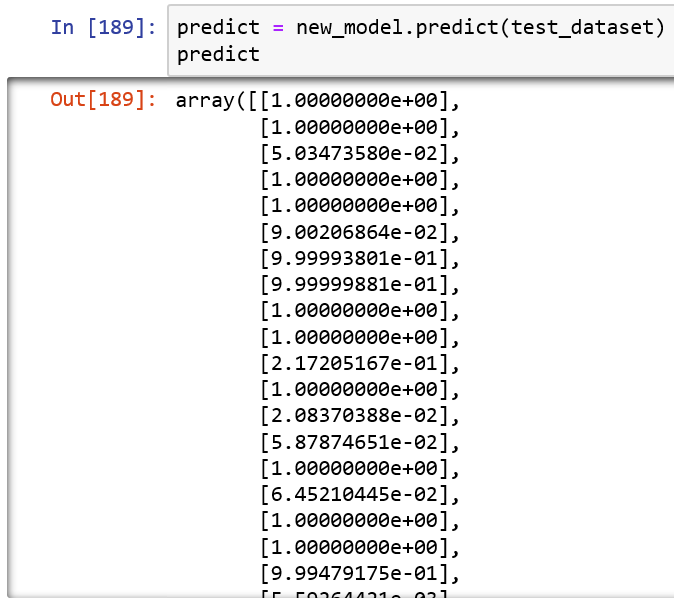 In [189]: predict = new_model.predict(test_dataset)
predict
Out[189]: array([[1.00000000e+00],
[1.00000000e+00],
[5.03473580e-02],
[1.00000000e+00],
[1.00000000e+00],
[9.00206864e-02],
[9.99993801e-01],
[9.99999881e-01],
[1.00000000e+00],
[1.00000000e+00],
[2.17205167e-01],
[1.00000000e+00],
[2.08370388e-02],
[5.87874651e-02],
[1.00000000e+00],
[6.45210445e-02],
[1.00000000e+00],
[1.00000000e+00],
[9.99479175e-01],